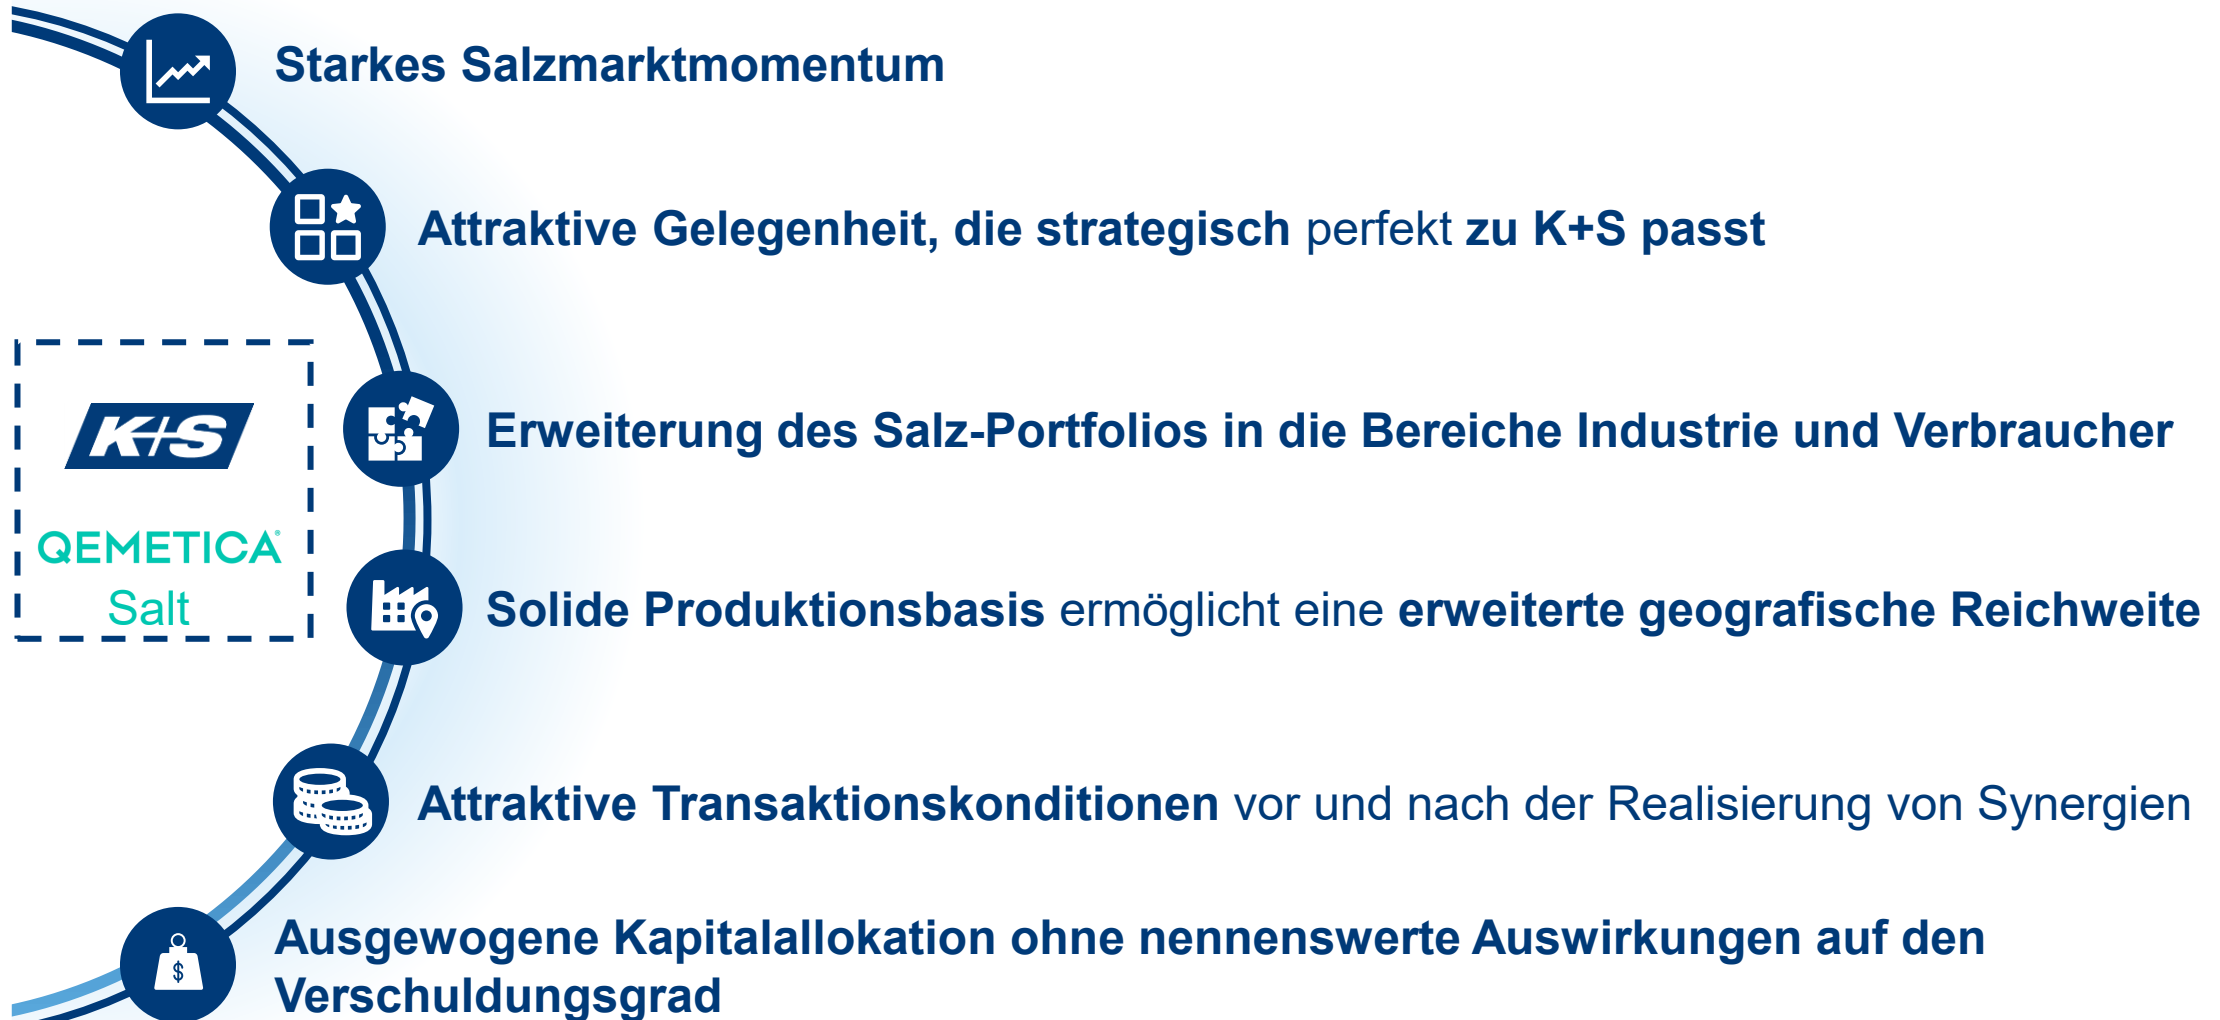 Starkes Salzmarktmomentum
Attraktive Gelegenheit, die strategisch perfekt zu K+S passt
K+S
QEMETICA®
Salt
Erweiterung des Salz-Portfolios in die Bereiche Industrie und Verbraucher
Solide Produktionsbasis ermöglicht eine erweiterte geografische Reichweite
Attraktive Transaktionskonditionen vor und nach der Realisierung von Synergien
$
Ausgewogene Kapitalallokation ohne nennenswerte Auswirkungen auf den
Verschuldungsgrad